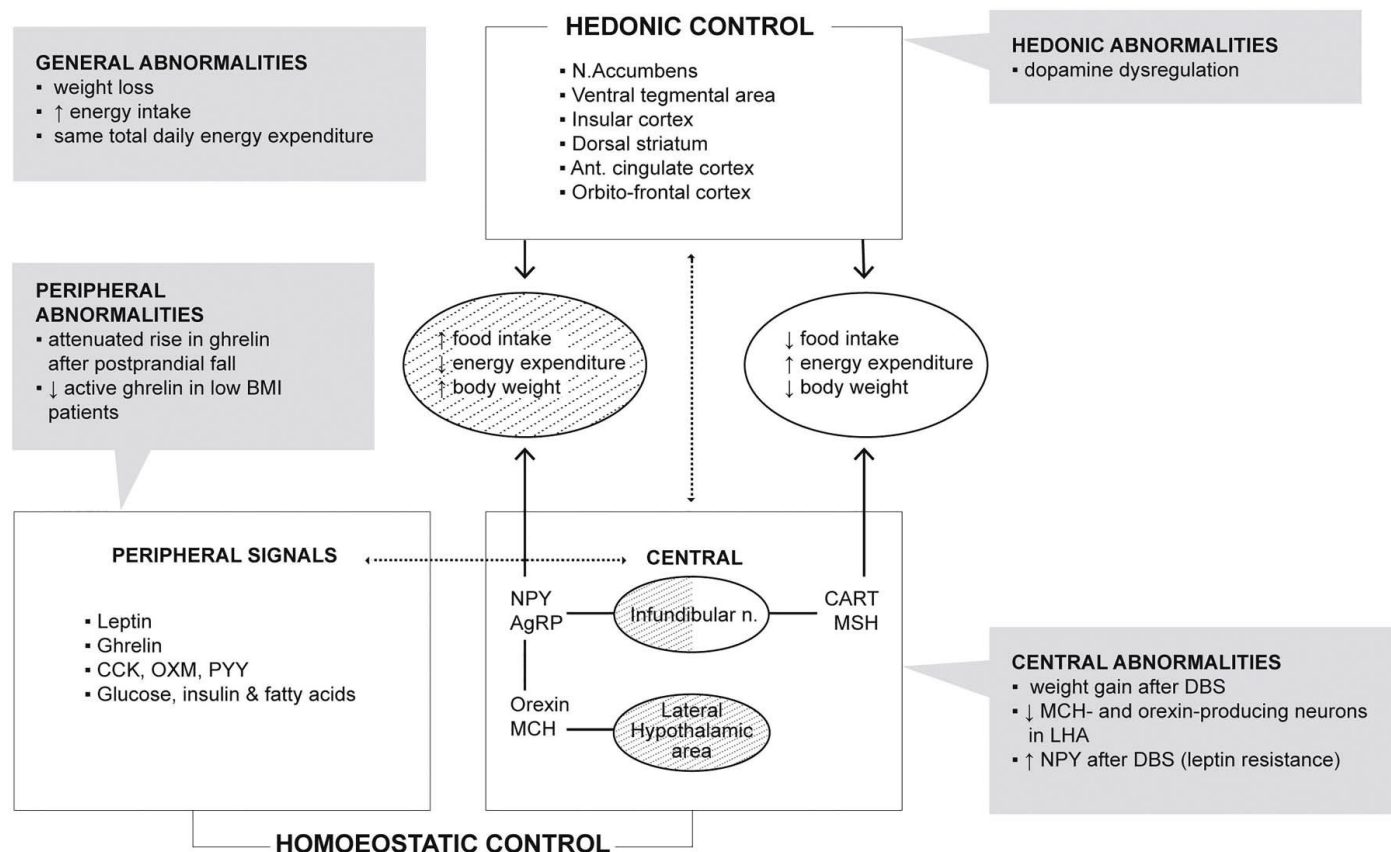 HEDONIC CONTROL
▪ N.Accumbens
▪ Ventral tegmental area
▪ Insular cortex
▪ Dorsal striatum
▪ Ant. cingulate cortex
▪ Orbito-frontal cortex
GENERAL ABNORMALITIES
▪ weight loss
▪ ↑ energy intake
▪ same total daily energy expenditure
HEDONIC ABNORMALITIES
▪ dopamine dysregulation
PERIPHERAL
ABNORMALITIES
▪ attenuated rise in ghrelin
after postprandial fall
▪ ↓ active ghrelin in low BMI
patients
↑ food intake
↓ energy expenditure
↑ body weight
↓ food intake
↑ energy expenditure
↓ body weight
PERIPHERAL SIGNALS
▪ Leptin
▪ Ghrelin
▪ CCK, OXM, PYY
▪ Glucose, insulin & fatty acids
CENTRAL
NPY
AgRP
Infundibular n.
CART
MSH
Orexin
MCH
Lateral
Hypothalamic
area
CENTRAL ABNORMALITIES
▪ weight gain after DBS
▪ ↓ MCH- and orexin-producing neurons
in LHA
▪ ↑ NPY after DBS (leptin resistance)
HOMOEOSTATIC CONTROL